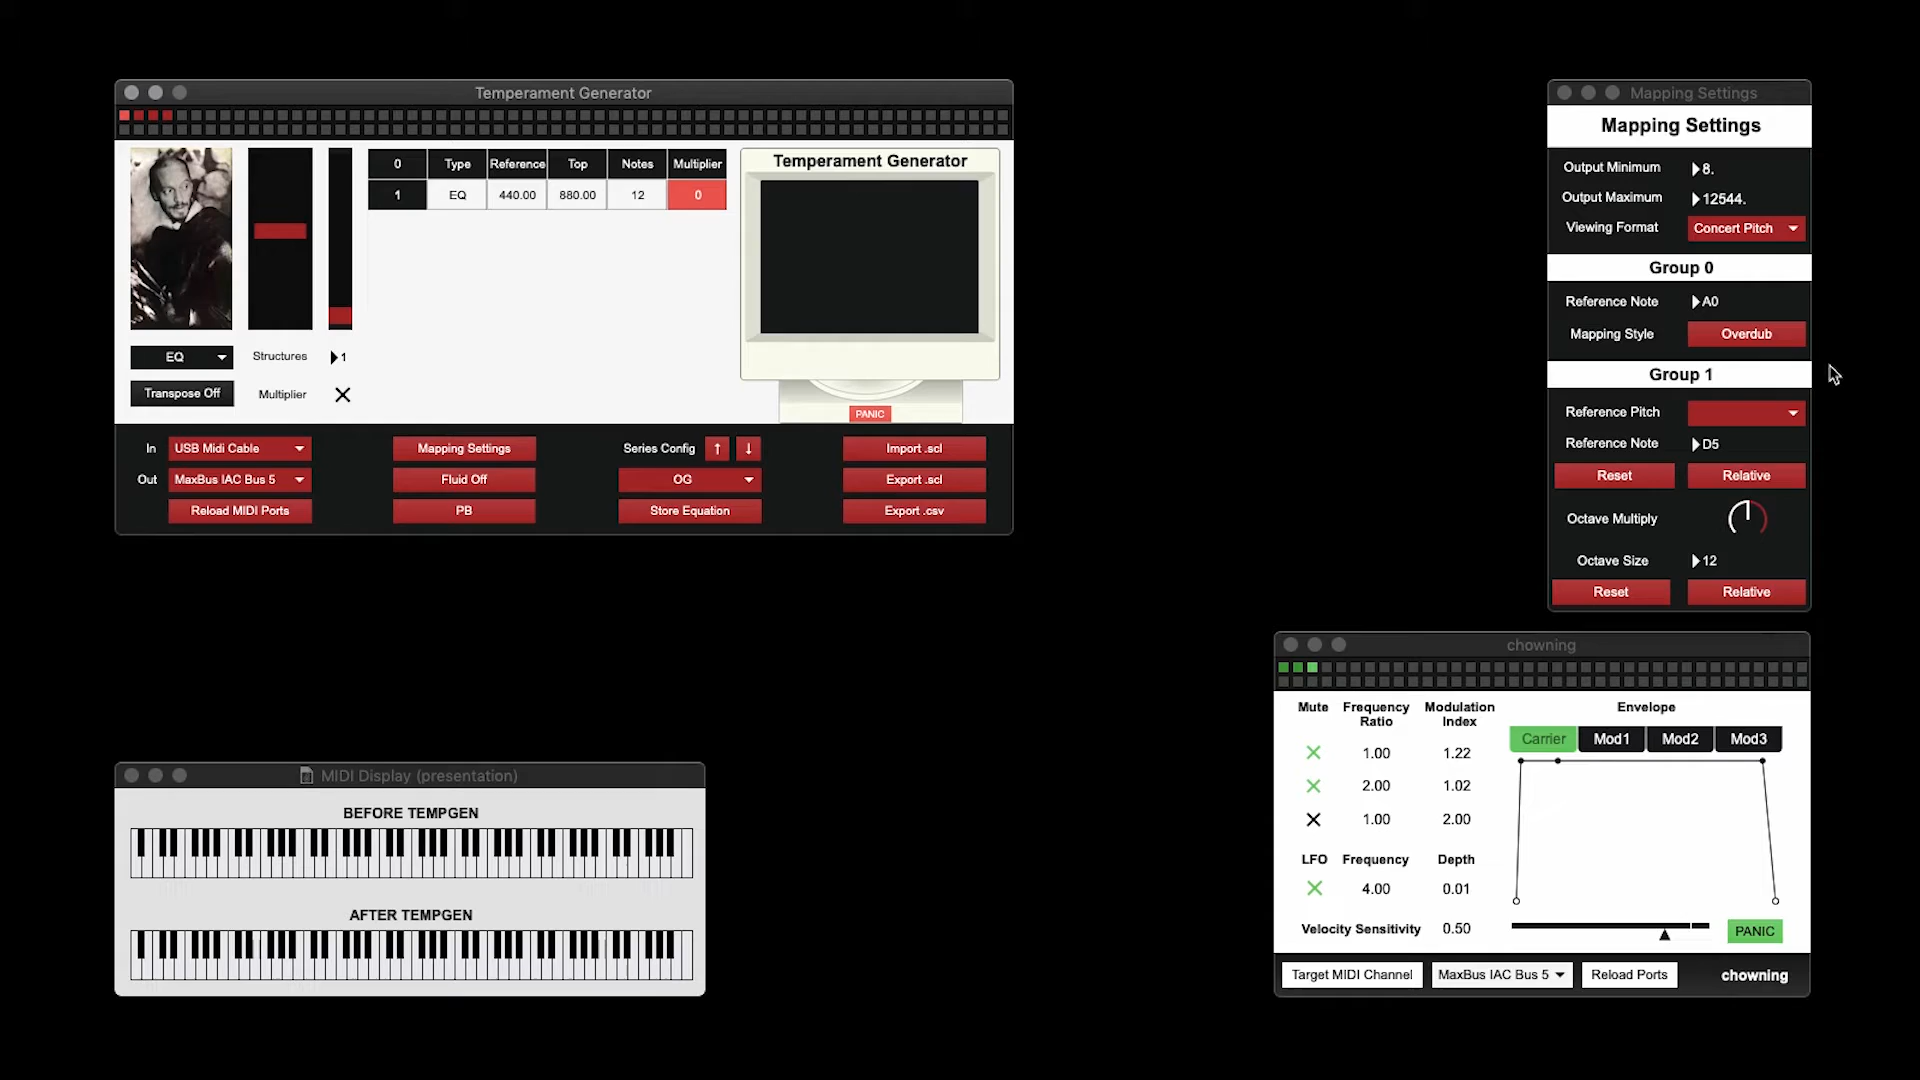 Temperament Generator
0 Type Reference Top Notes Multiplier
1 EQ 440.00 880.00 12 0
Temperament Generator
EQ
Structures 1
Transpose Off
Multiplier
PANIC
In USB Midi Cable
Out MaxBus IAC Bus 5
Reload MIDI Ports
Mapping Settings
Fluid Off
PB
Series Config ↑ ↓
OG
Store Equation
Import .scl
Export .scl
Export .csv
Mapping Settings
Mapping Settings
Output Minimum 8.
Output Maximum 12544.
Viewing Format Concert Pitch
Group 0
Reference Note A0
Mapping Style Overdub
Group 1
Reference Pitch
Reference Note D5
Reset Relative
Octave Multiply
Octave Size 12
Reset Relative
MIDI Display (presentation)
BEFORE TEMPGEN
AFTER TEMPGEN
chowning
Mute Frequency Ratio Modulation Index
1.00 1.22
2.00 1.02
1.00 2.00
LFO Frequency Depth
4.00 0.01
Velocity Sensitivity 0.50
Envelope
Carrier Mod1 Mod2 Mod3
PANIC
Target MIDI Channel MaxBus IAC Bus 5 Reload Ports chowning